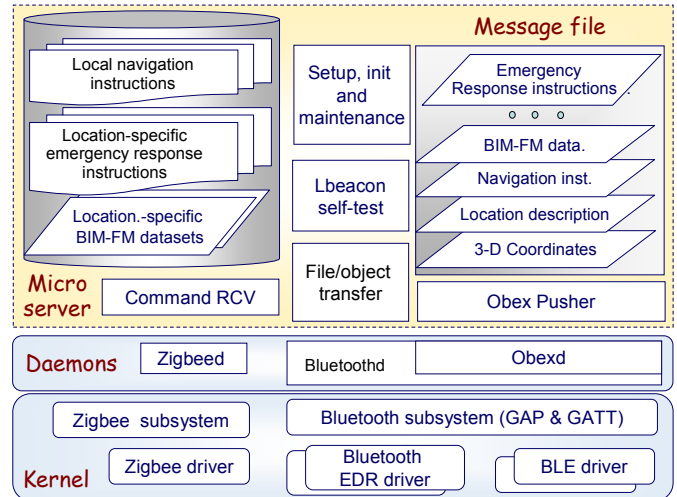 Message file
Local navigation
instructions
Location-specific
emergency response
instructions
Location.-specific
BIM-FM datasets
Setup, init
and
maintenance
Lbeacon
self-test
File/object
transfer
Emergency
Response instructions .
o o o
BIM-FM data.
Navigation inst.
Location description
3-D Coordinates
Micro
server
Command RCV
Obex Pusher
Daemons
Zigbeed
Bluetoothd
Obexd
Zigbee subsystem
Bluetooth subsystem (GAP & GATT)
Kernel
Zigbee driver
Bluetooth
EDR driver
BLE driver